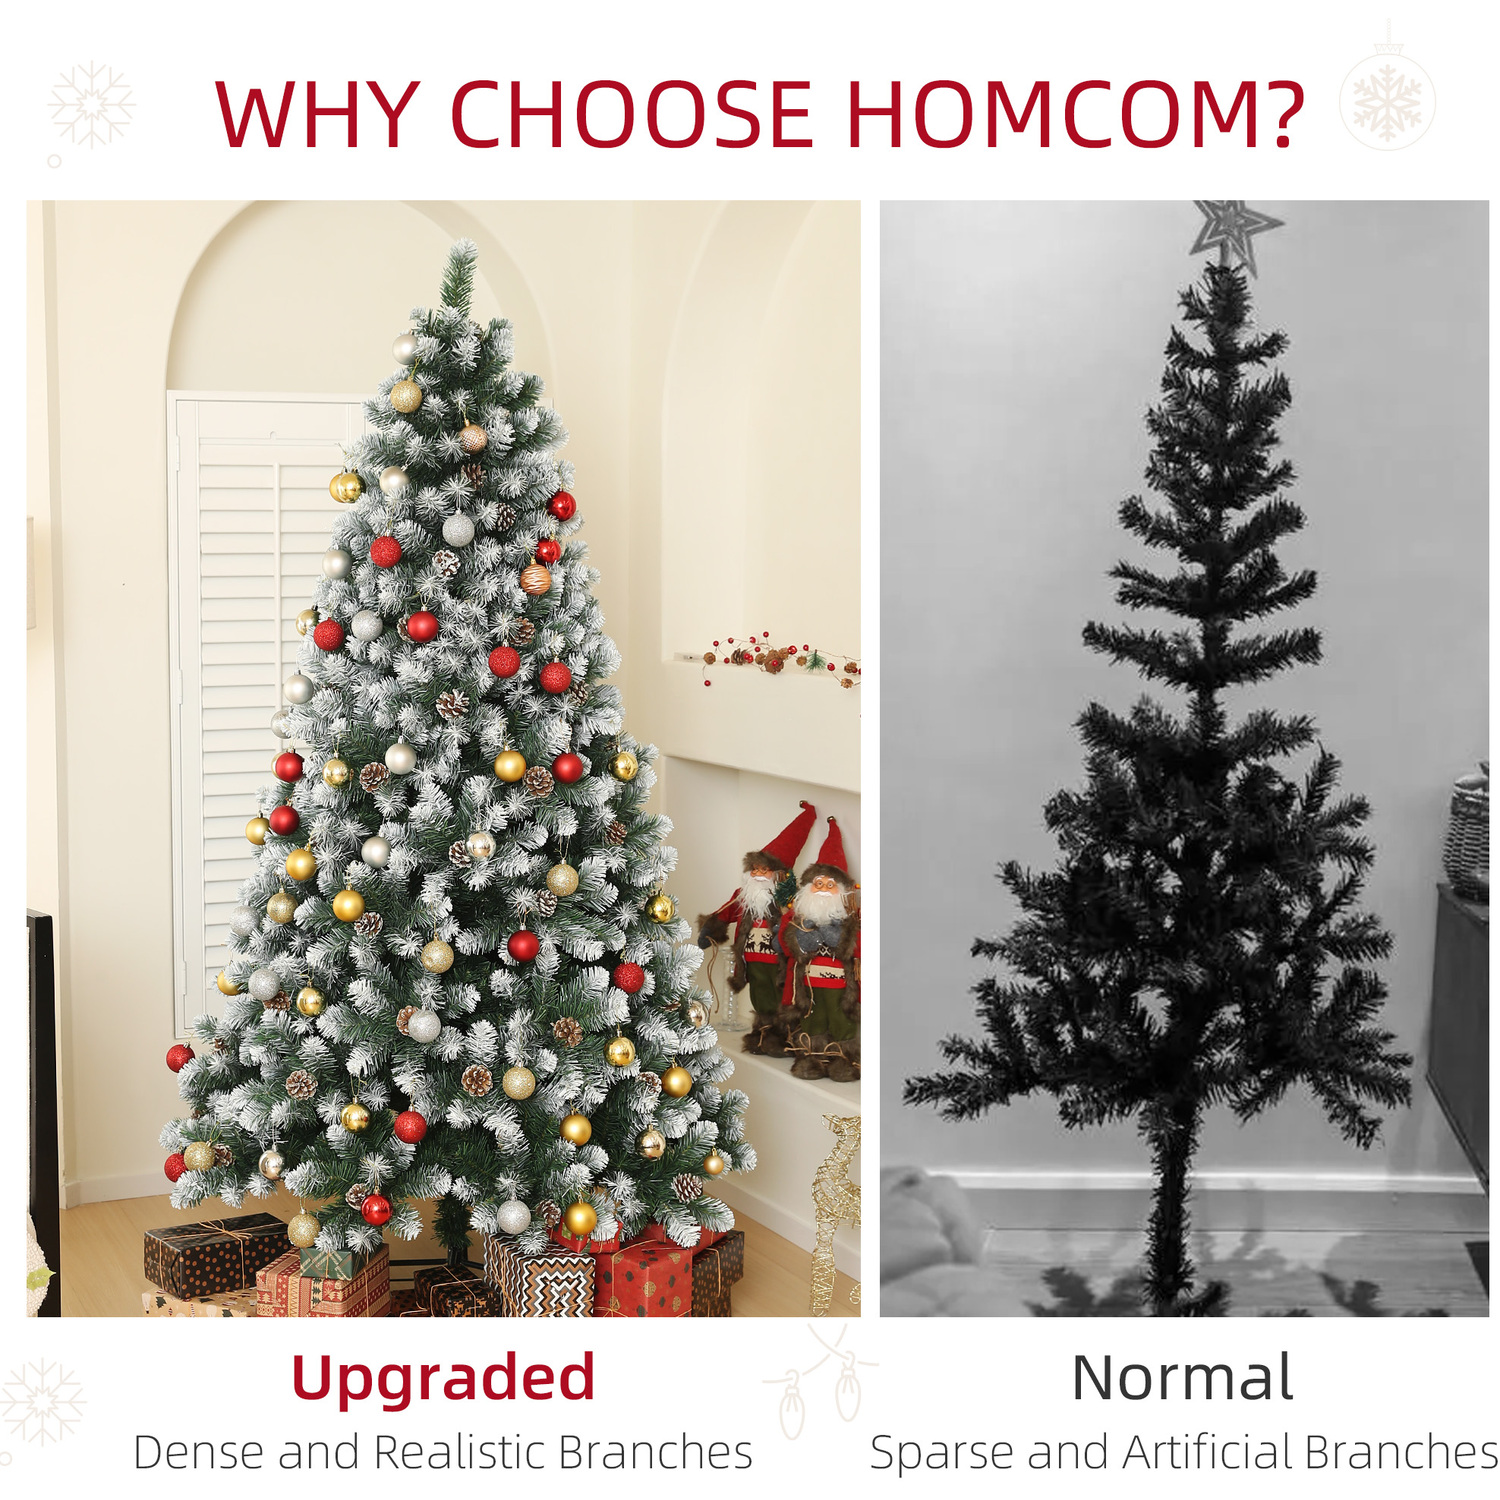 WHY CHOOSE HOMCOM?
Upgraded
Dense and Realistic Branches
Normal
Sparse and Artificial Branches